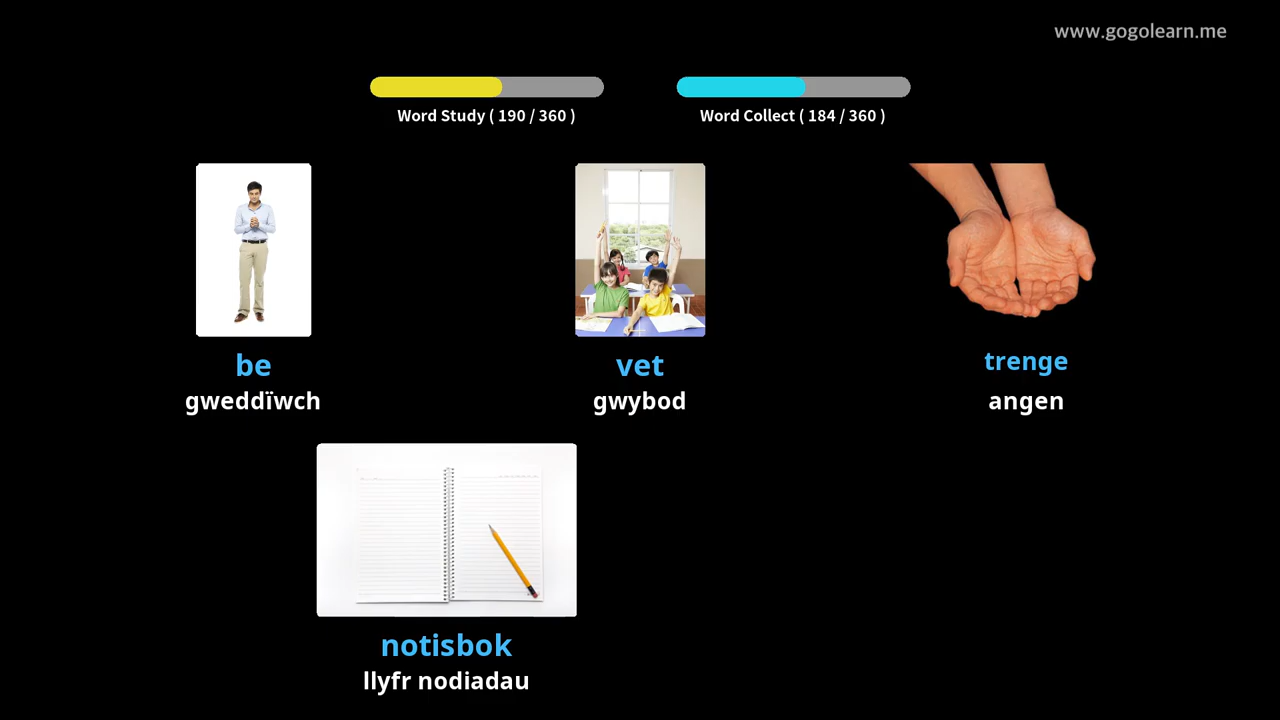 www.gogolearn.me
Word Study ( 190 / 360 )
Word Collect ( 184 / 360 )
be
gweddïwch
vet
gwybod
trenge
angen
notisbok
llyfr nodiadau